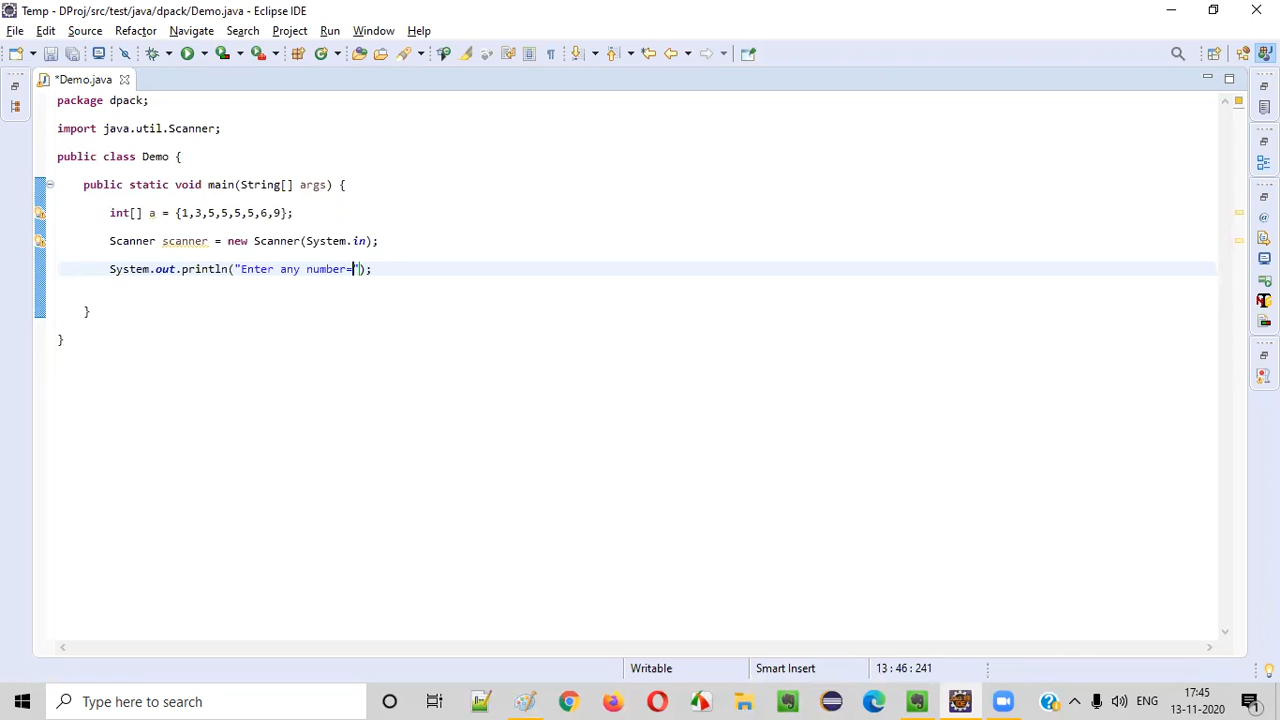 Temp - DProj/src/test/java/dpack/Demo.java - Eclipse IDE
File Edit Source Refactor Navigate Search Project Run Window Help
*Demo.java
package dpack;
import java.util.Scanner;
public class Demo {
public static void main(String[] args) {
int[] a = {1,3,5,5,5,5,6,9};
Scanner scanner = new Scanner(System.in);
System.out.println("Enter any number=");
}
}
Writable Smart Insert 13 : 46 : 241
Type here to search
ENG
17:45
13-11-2020